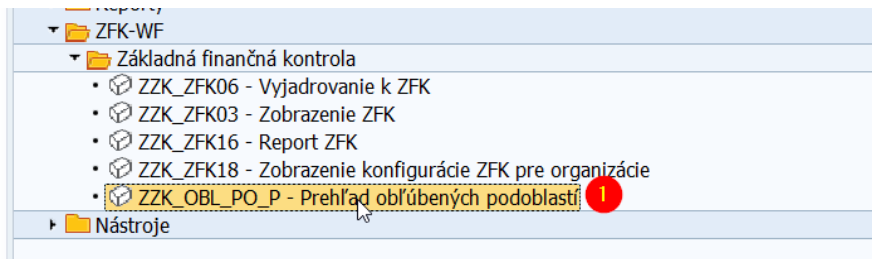 Reporty
ZFK-WF
Základná finančná kontrola
ZZK_ZFK06 - Vyjadrovanie k ZFK
ZZK_ZFK03 - Zobrazenie ZFK
ZZK_ZFK16 - Report ZFK
ZZK_ZFK18 - Zobrazenie konfigurácie ZFK pre organizácie
ZZK_OBL_PO_P - Prehľad obľúbených podoblastí 1
Nástroje